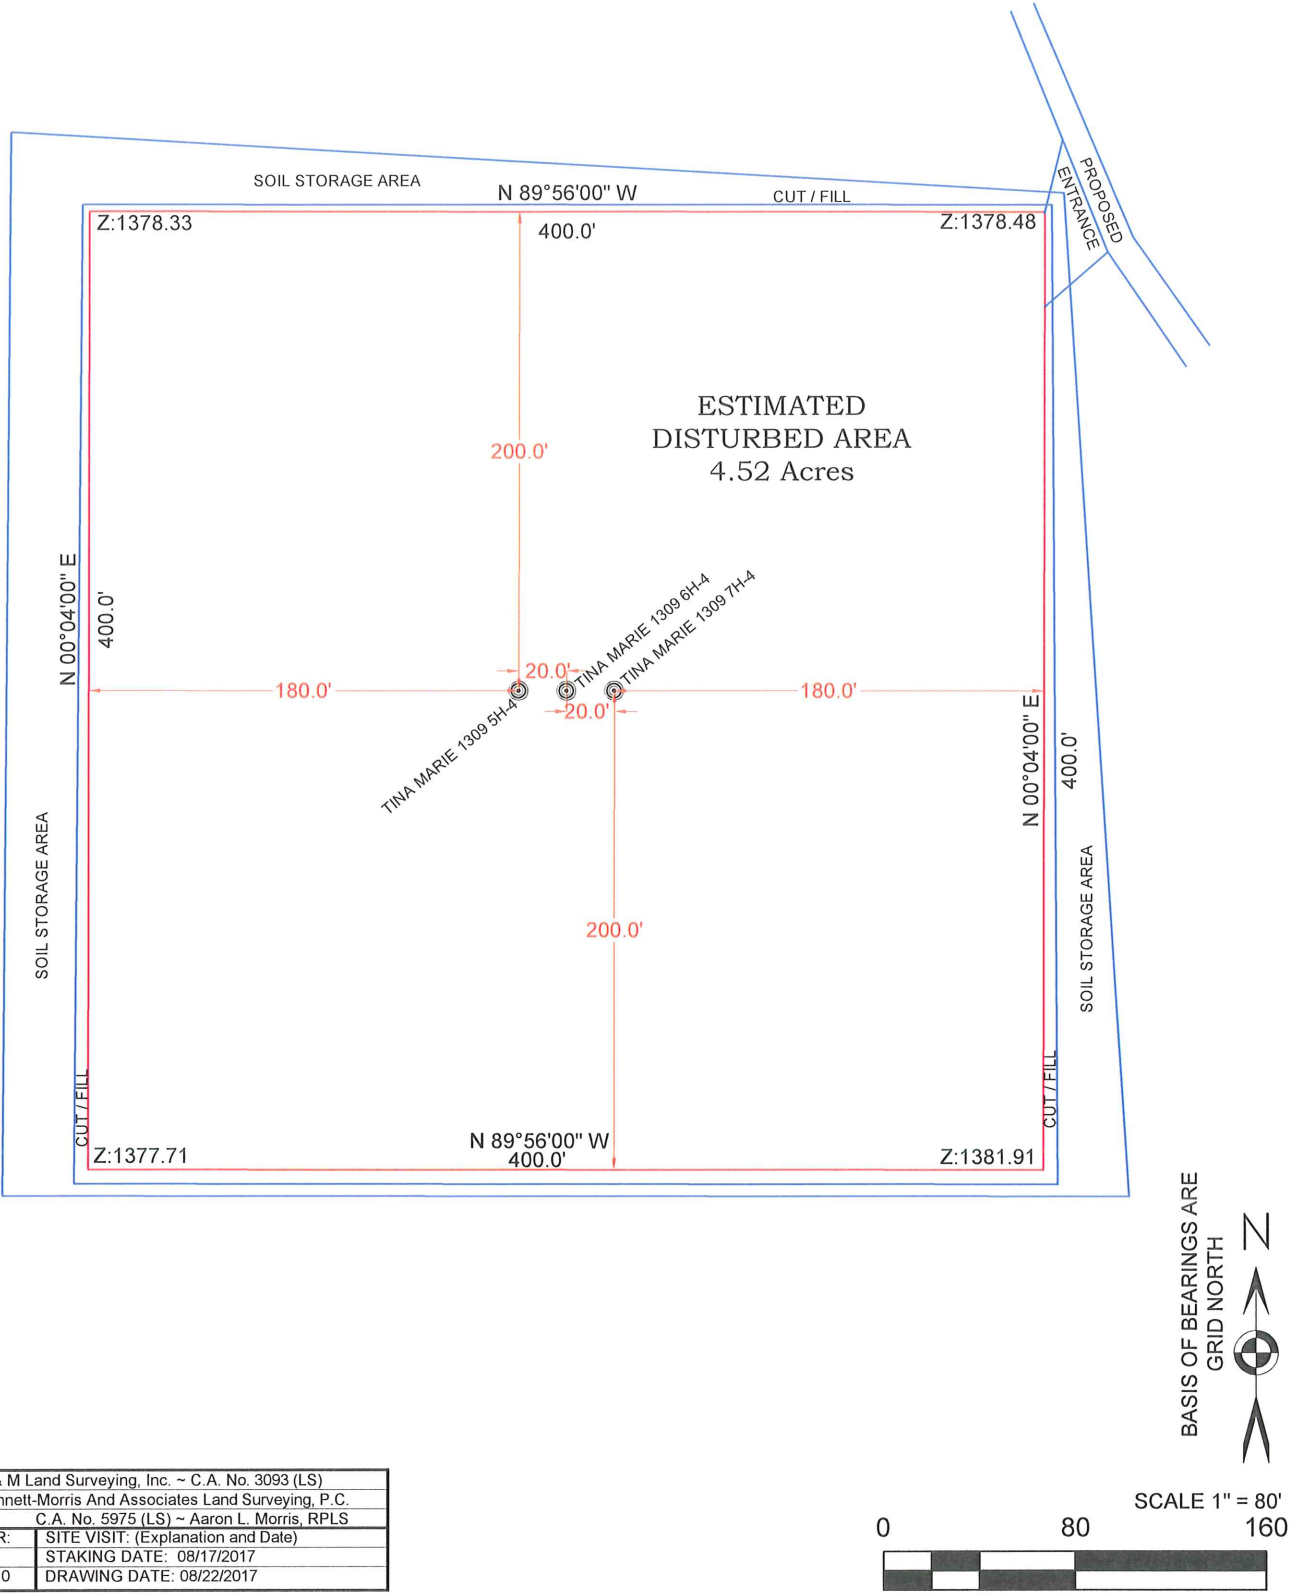 PROPOSED
ENTRANCE
SOIL STORAGE AREA
N 89°56'00" W
CUT / FILL
Z:1378.33
400.0'
Z:1378.48
ESTIMATED
DISTURBED AREA
4.52 Acres
200.0'
N 00°04'00" E
400.0'
TINA MARIE 1309 6H-4
TINA MARIE 1309 7H-4
20.0'
180.0'
180.0'
20.0'
TINA MARIE 1309 5H-4
N 00°04'00" E
400.0'
SOIL STORAGE AREA
SOIL STORAGE AREA
200.0'
CUT / FILL
CUT / FILL
N 89°56'00" W
400.0'
Z:1377.71
Z:1381.91
BASIS OF BEARINGS ARE
GRID NORTH
N
M Land Surveying, Inc. ~ C.A. No. 3093 (LS)
nnett-Morris And Associates Land Surveying, P.C.
C.A. No. 5975 (LS) ~ Aaron L. Morris, RPLS
R: SITE VISIT: (Explanation and Date)
STAKING DATE: 08/17/2017
0 DRAWING DATE: 08/22/2017
SCALE 1" = 80'
0 80 160